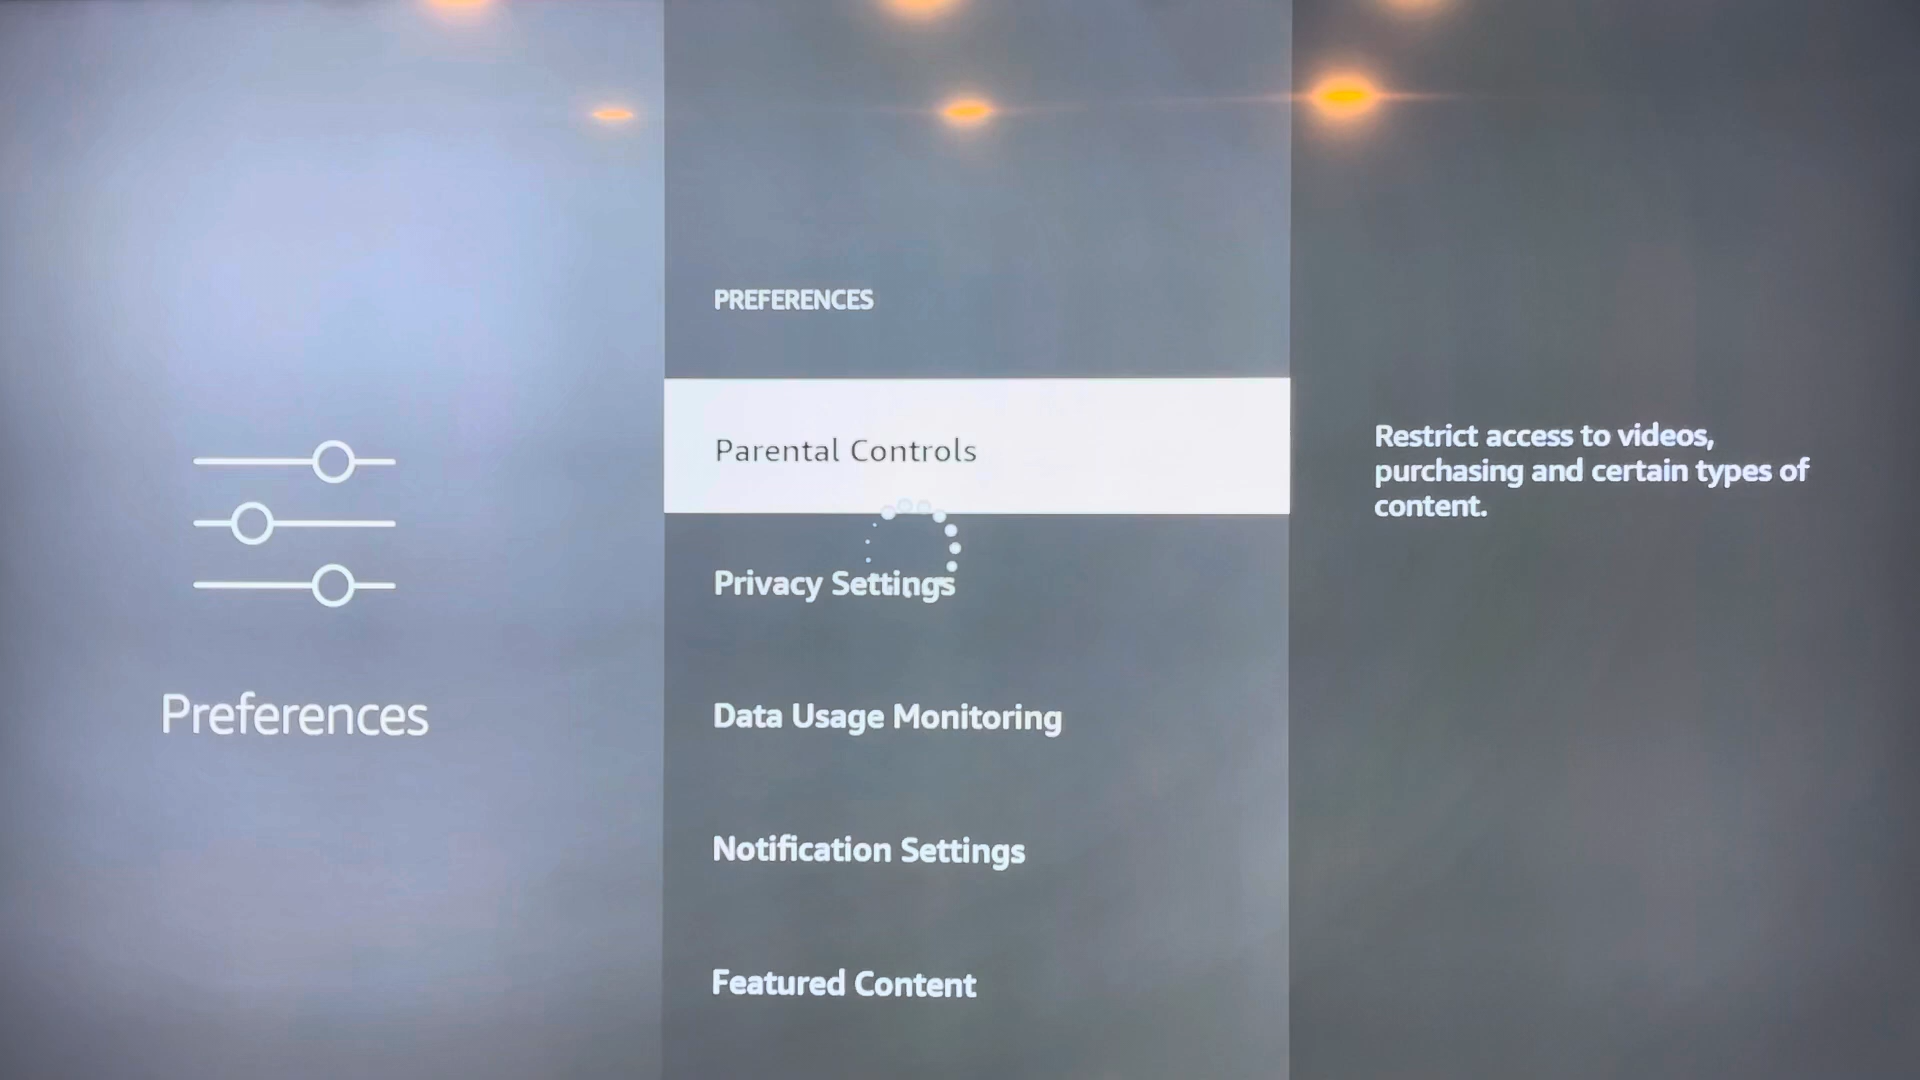 PREFERENCES
Parental Controls
Restrict access to videos,
purchasing and certain types of
content.
Privacy Settings
Preferences
Data Usage Monitoring
Notification Settings
Featured Content